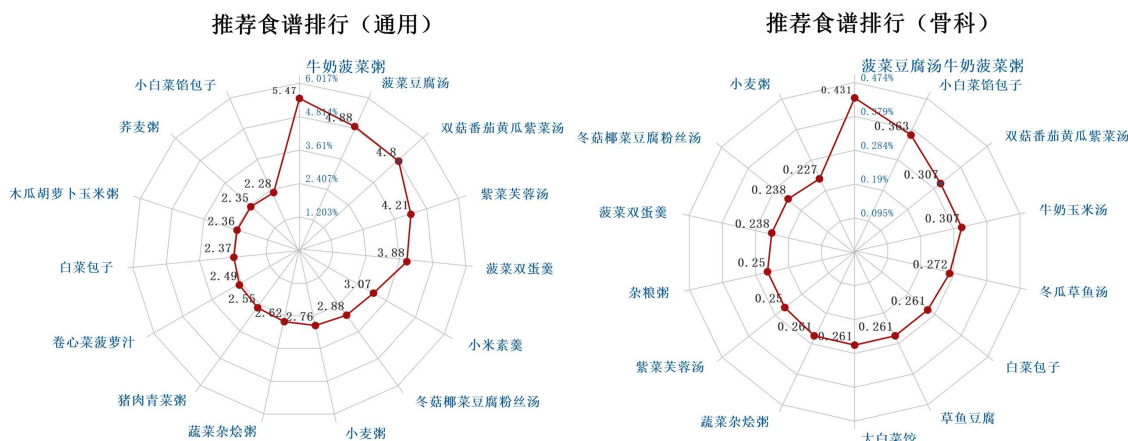 推荐食谱排行（通用）
牛奶菠菜粥
菠菜豆腐汤
双菇番茄黄瓜紫菜汤
紫菜芙蓉汤
菠菜双蛋羹
小米素羹
冬菇椰菜豆腐粉丝汤
小麦粥
蔬菜杂烩粥
猪肉青菜粥
卷心菜菠萝汁
白菜包子
木瓜胡萝卜玉米粥
荞麦粥
小白菜馅包子
6.017%
4.814%
3.61%
2.407%
1.203%
5.47
4.88
4.8
4.21
3.88
3.07
2.88
2.76
2.62
2.55
2.49
2.37
2.36
2.35
2.28
推荐食谱排行（骨科）
菠菜豆腐汤牛奶菠菜粥
小白菜馅包子
双菇番茄黄瓜紫菜汤
牛奶玉米汤
冬瓜草鱼汤
白菜包子
草鱼豆腐
大白菜饺
蔬菜杂烩粥
紫菜芙蓉汤
杂粮粥
菠菜双蛋羹
冬菇椰菜豆腐粉丝汤
小麦粥
0.474%
0.379%
0.284%
0.19%
0.095%
0.431
0.363
0.307
0.307
0.272
0.261
0.261
0.261
0.261
0.25
0.25
0.238
0.238
0.227